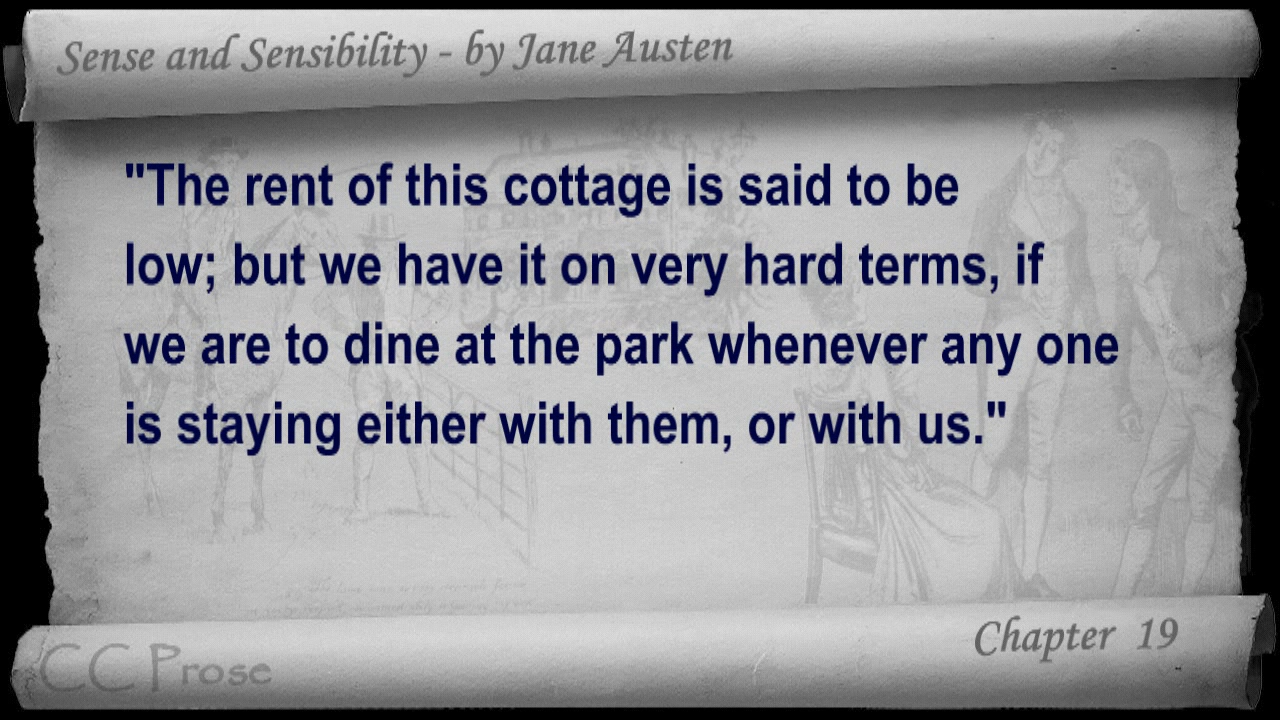 Sense and Sensibility - by Jane Austen
"The rent of this cottage is said to be
low; but we have it on very hard terms, if
we are to dine at the park whenever any one
is staying either with them, or with us."
Chapter 19
CC Prose